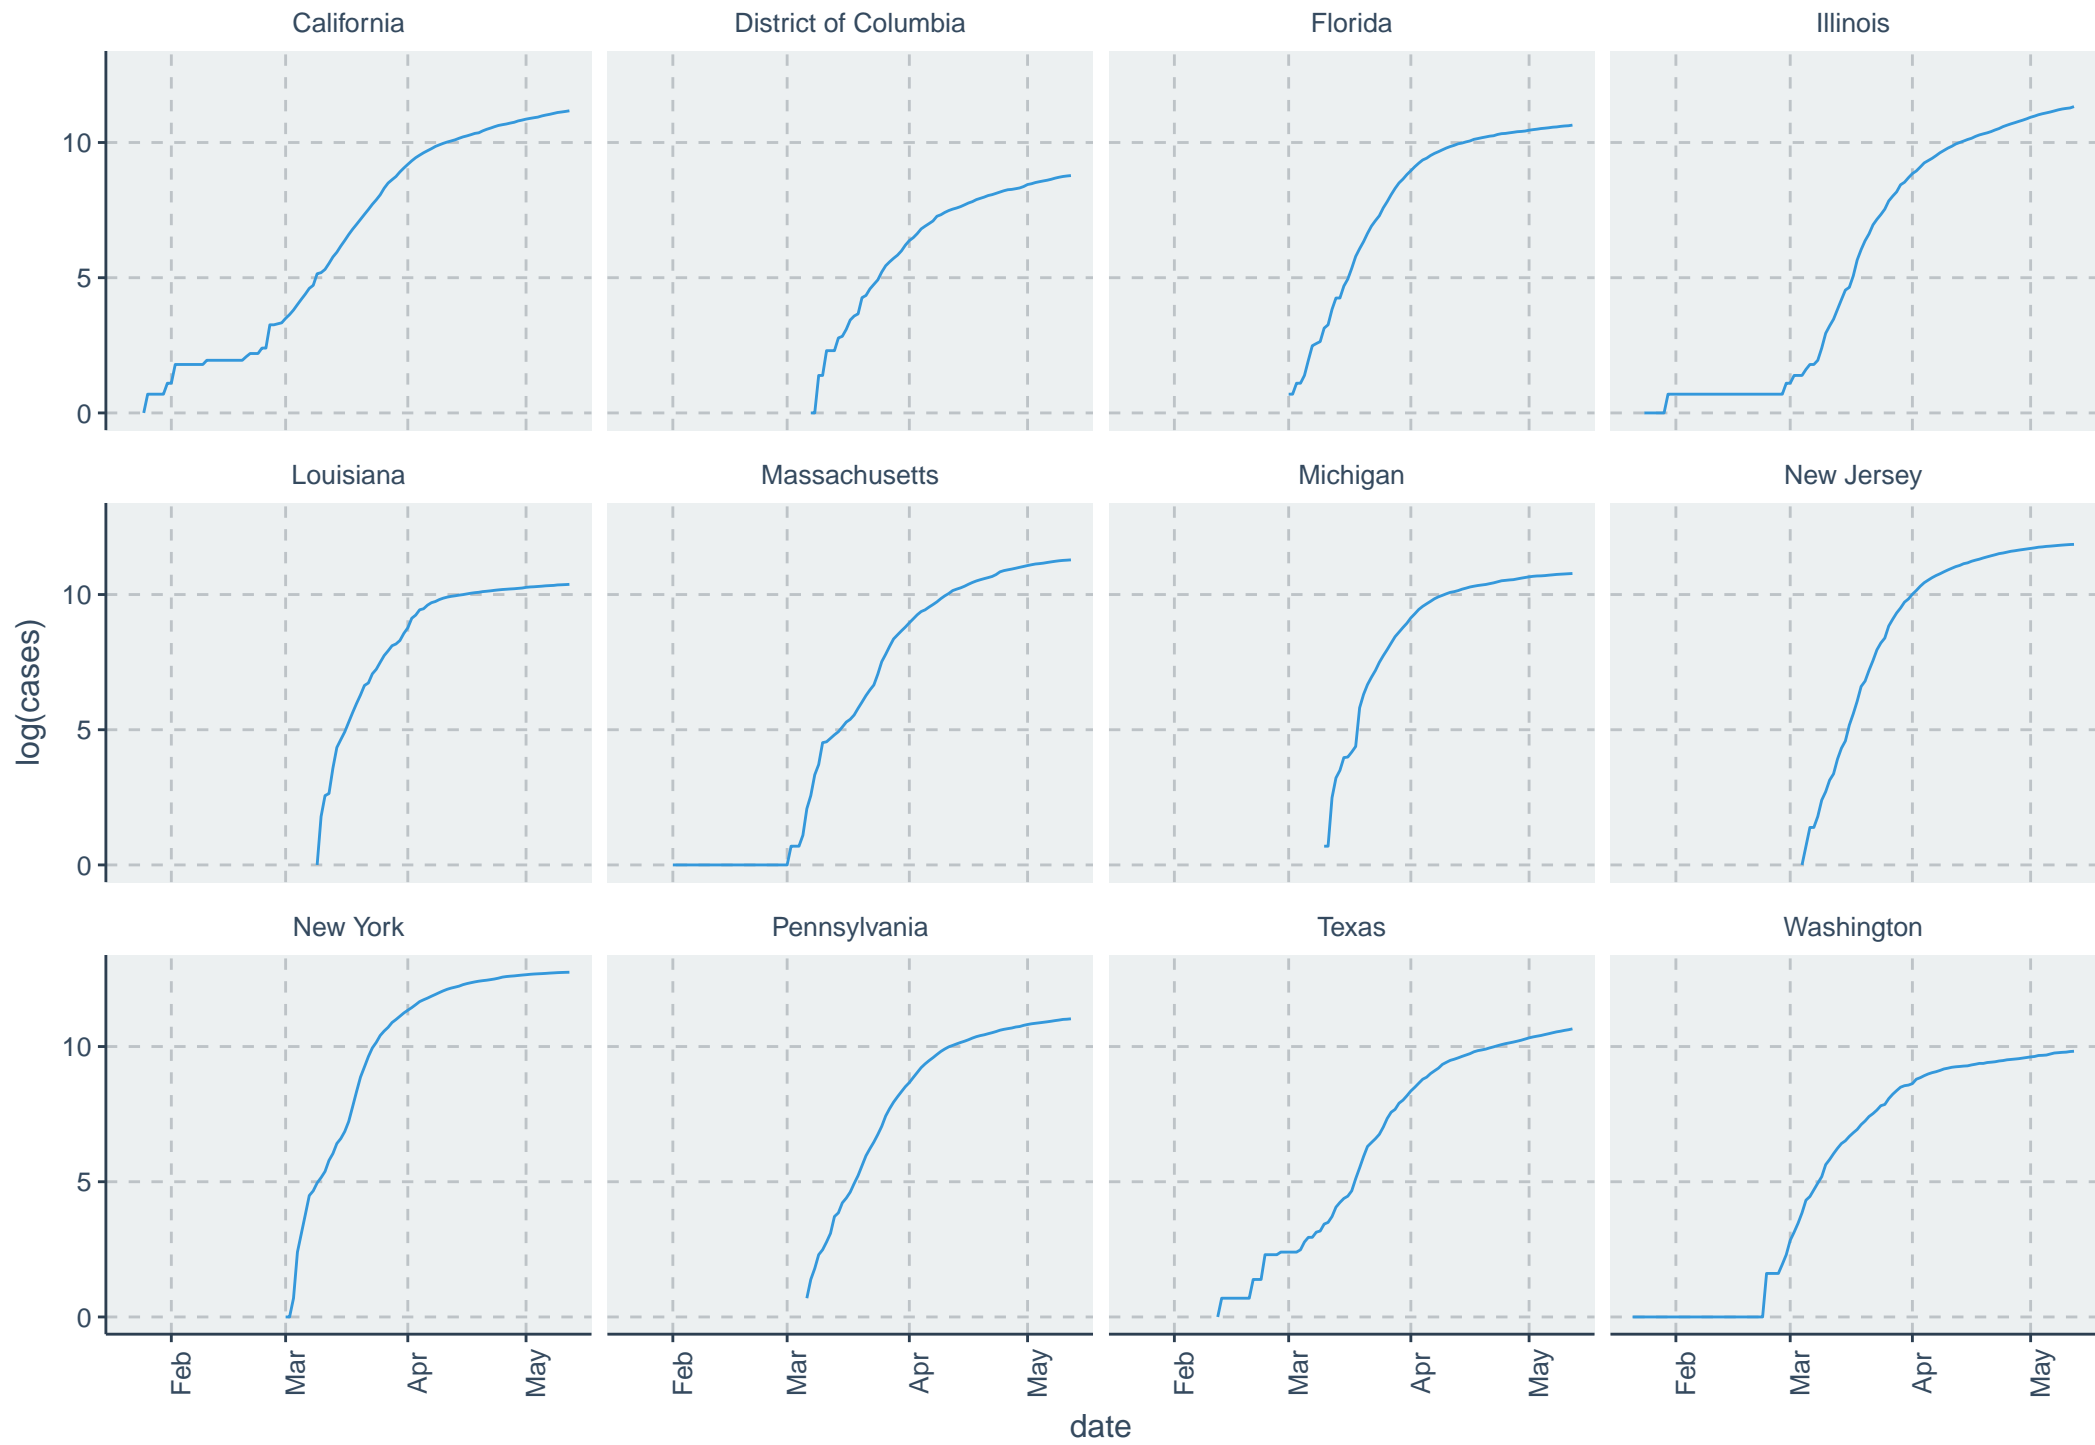 California District of Columbia Florida Illinois
10
5
0
Louisiana Massachusetts Michigan New Jersey
10
5
0
log(cases)
New York Pennsylvania Texas Washington
10
5
0
Feb Mar Apr May Feb Mar Apr May Feb Mar Apr May Feb Mar Apr May
date